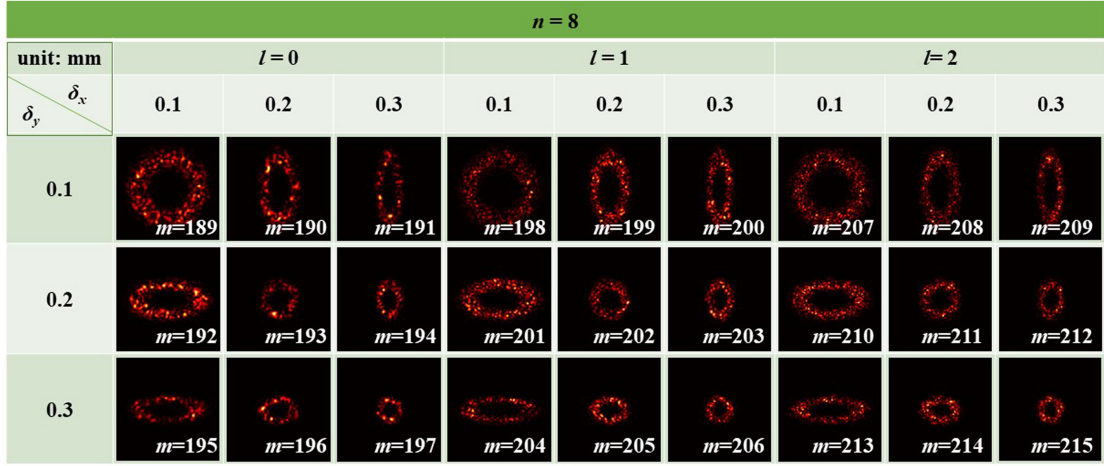 n = 8
unit: mm l = 0 l = 1 l= 2
δx δy 0.1 0.2 0.3 0.1 0.2 0.3 0.1 0.2 0.3
0.1 m=189 m=190 m=191 m=198 m=199 m=200 m=207 m=208 m=209
0.2 m=192 m=193 m=194 m=201 m=202 m=203 m=210 m=211 m=212
0.3 m=195 m=196 m=197 m=204 m=205 m=206 m=213 m=214 m=215